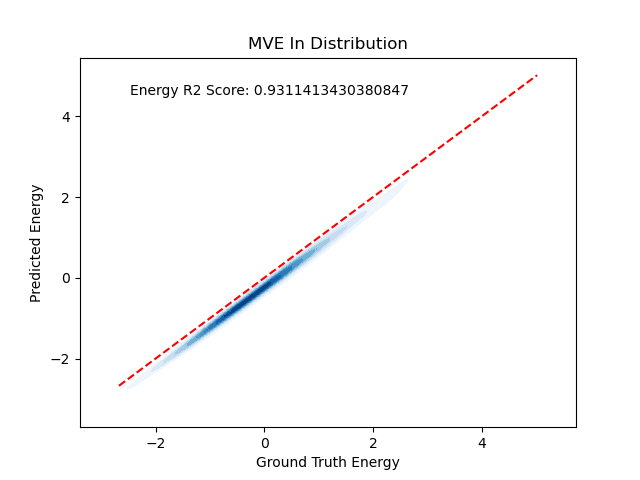 MVE In Distribution
Energy R2 Score: 0.9311413430380847
Predicted Energy
4
2
0
−2
−2
0
2
4
Ground Truth Energy